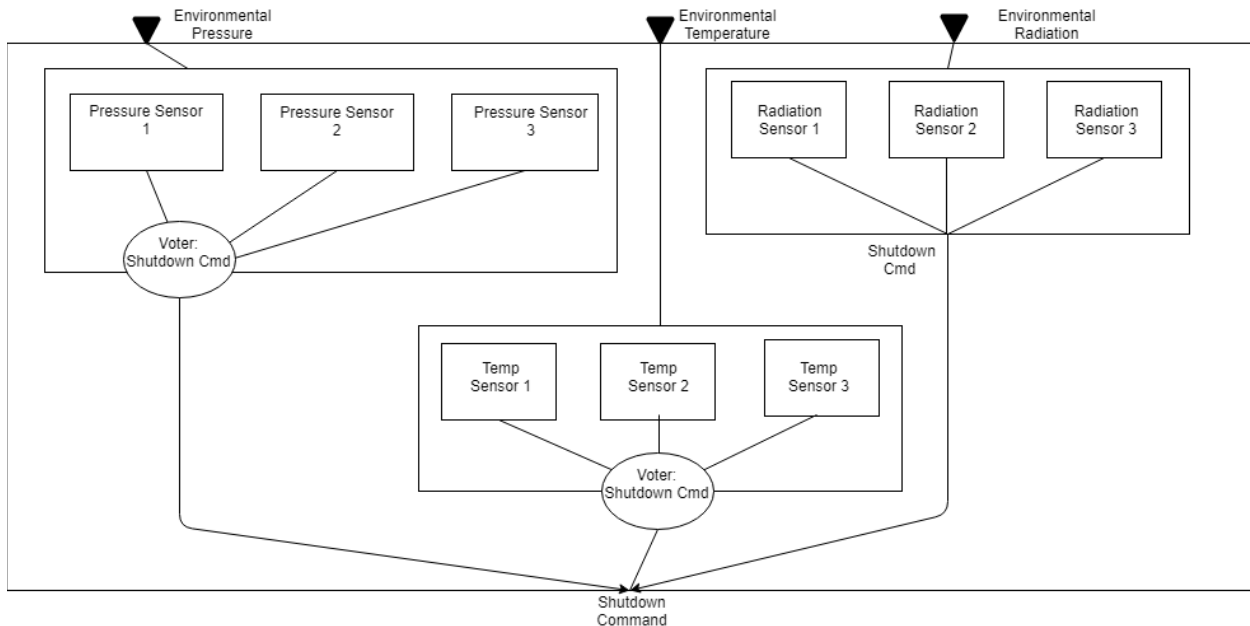 Environmental
Pressure
Environmental
Temperature
Environmental
Radiation
Pressure Sensor
1
Pressure Sensor
2
Pressure Sensor
3
Radiation
Sensor 1
Radiation
Sensor 2
Radiation
Sensor 3
Voter:
Shutdown Cmd
Shutdown
Cmd
Temp
Sensor 1
Temp
Sensor 2
Temp
Sensor 3
Voter:
Shutdown Cmd
Shutdown
Command